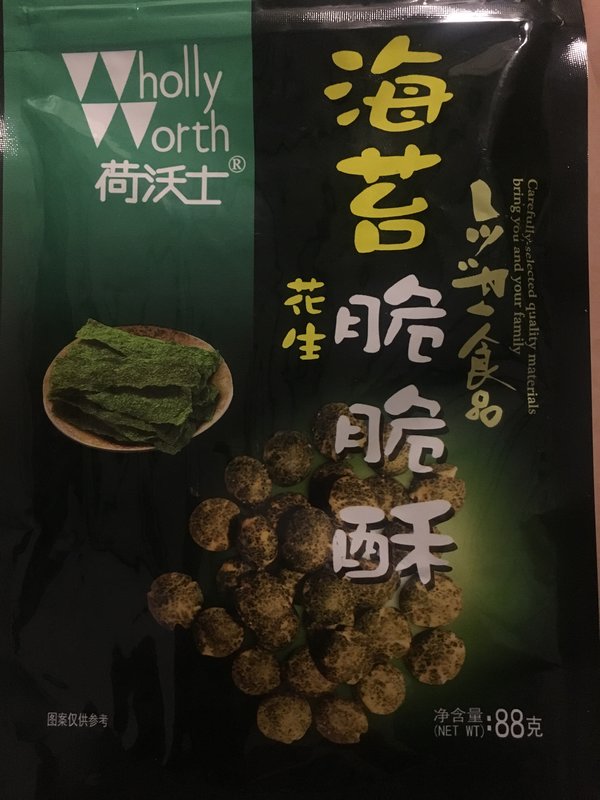 Wholly
Worth
荷沃士®
海苔
花生
脆脆酥
食品
Carefully selected quality materials
bring you and your family
图案仅供参考
净含量
(NET WT):88克